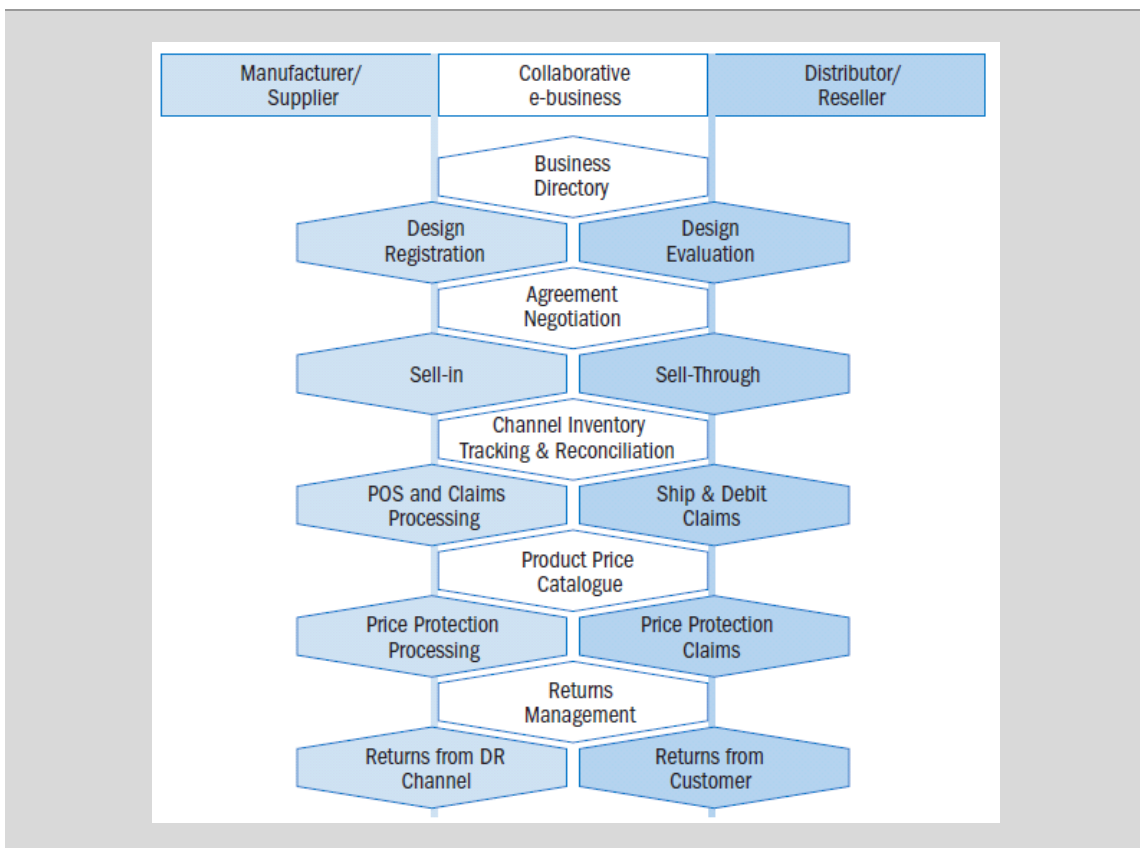 Manufacturer/
Supplier
Collaborative
e-business
Distributor/
Reseller
Business
Directory
Design
Registration
Design
Evaluation
Agreement
Negotiation
Sell-in
Sell-Through
Channel Inventory
Tracking & Reconciliation
POS and Claims
Processing
Ship & Debit
Claims
Product Price
Catalogue
Price Protection
Processing
Price Protection
Claims
Returns
Management
Returns from DR
Channel
Returns from
Customer